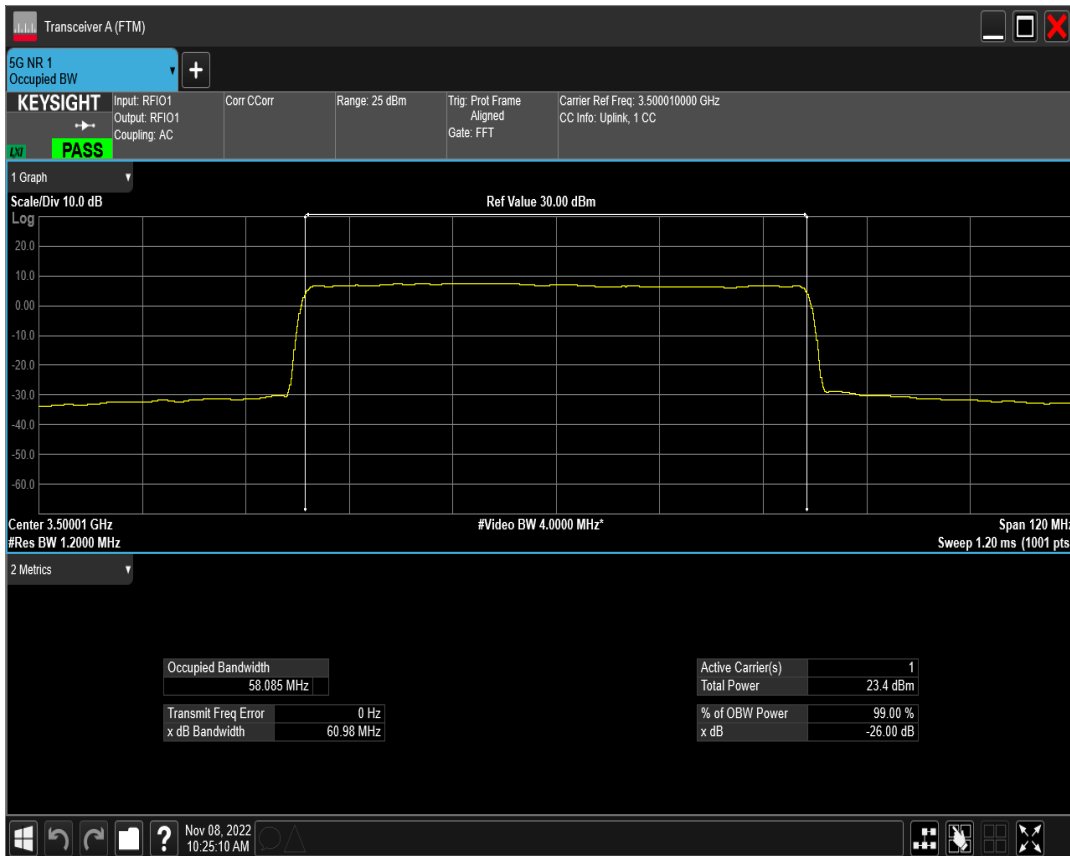 Transceiver A (FTM)
5G NR 1
Occupied BW
+
KEYSIGHT
LXI
PASS
Input: RFIO1
Output: RFIO1
Coupling: AC
Corr CCorr
Range: 25 dBm
Trig: Prot Frame
Aligned
Gate: FFT
Carrier Ref Freq: 3.500010000 GHz
CC Info: Uplink, 1 CC
1 Graph
Scale/Div 10.0 dB
Ref Value 30.00 dBm
Log
20.0
10.0
0.00
-10.0
-20.0
-30.0
-40.0
-50.0
-60.0
Center 3.50001 GHz
#Video BW 4.0000 MHz*
Span 120 MHz
#Res BW 1.2000 MHz
Sweep 1.20 ms (1001 pts
2 Metrics
Occupied Bandwidth
58.085 MHz
Transmit Freq Error 0 Hz
x dB Bandwidth 60.98 MHz
Active Carrier(s) 1
Total Power 23.4 dBm
% of OBW Power 99.00 %
x dB -26.00 dB
?
Nov 08, 2022
10:25:10 AM